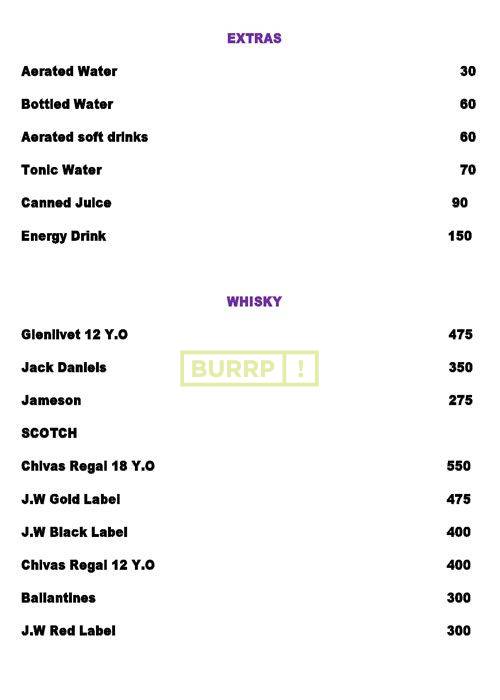 EXTRAS
Aerated Water 30
Bottled Water 60
Aerated soft drinks 60
Tonic Water 70
Canned Juice 90
Energy Drink 150
WHISKY
Glenlivet 12 Y.O 475
Jack Daniels 350
BURRP !
Jameson 275
SCOTCH
Chivas Regal 18 Y.O 550
J.W Gold Label 475
J.W Black Label 400
Chivas Regal 12 Y.O 400
Ballantines 300
J.W Red Label 300